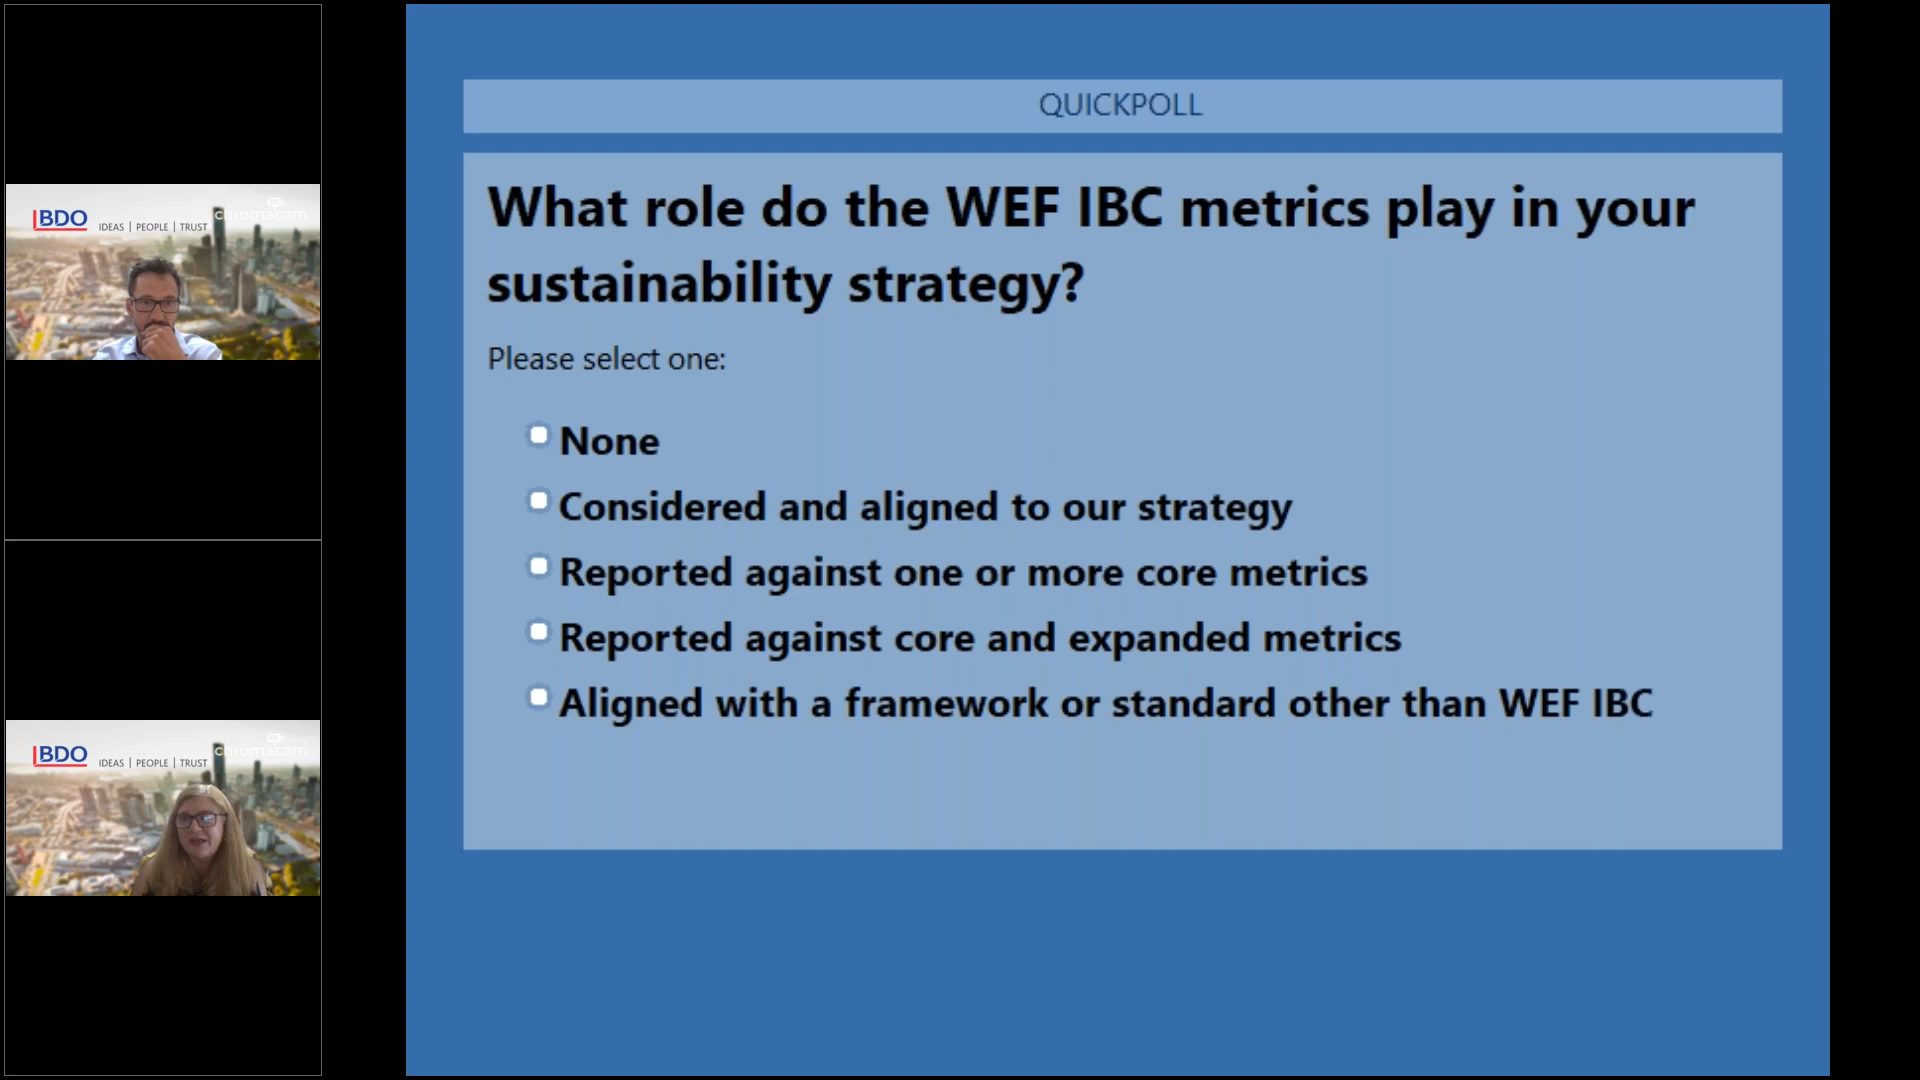 BDO
IDEAS | PEOPLE | TRUST
chromacam
BDO
IDEAS | PEOPLE | TRUST
chromacam
QUICKPOLL
What role do the WEF IBC metrics play in your
sustainability strategy?
Please select one:
None
Considered and aligned to our strategy
Reported against one or more core metrics
Reported against core and expanded metrics
Aligned with a framework or standard other than WEF IBC